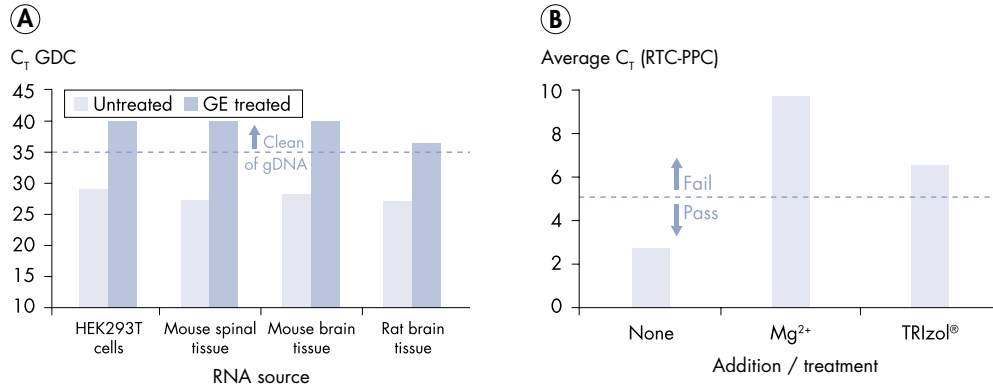 A
C_T GDC
45
40
35
30
25
20
15
10
Untreated GE treated
Clean
of gDNA
HEK293T
cells
Mouse spinal
tissue
Mouse brain
tissue
Rat brain
tissue
RNA source
B
Average C_T (RTC-PPC)
10
8
6
4
2
0
Fail
Pass
None
Mg²⁺
TRIzol®
Addition / treatment